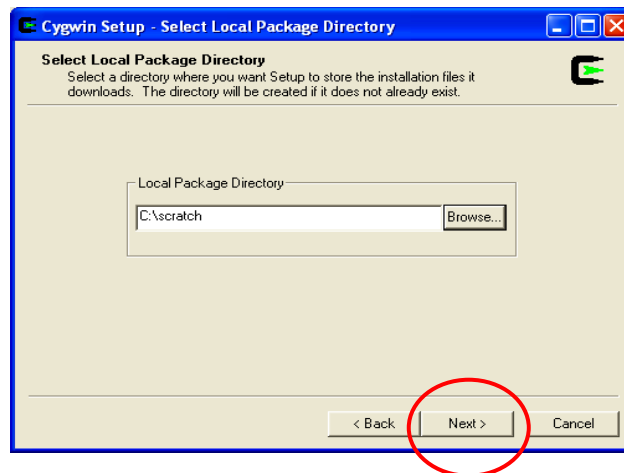 Cygwin Setup - Select Local Package Directory
Select Local Package Directory
Select a directory where you want Setup to store the installation files it
downloads. The directory will be created if it does not already exist.
Local Package Directory
C:\scratch
Browse...
< Back
Next >
Cancel